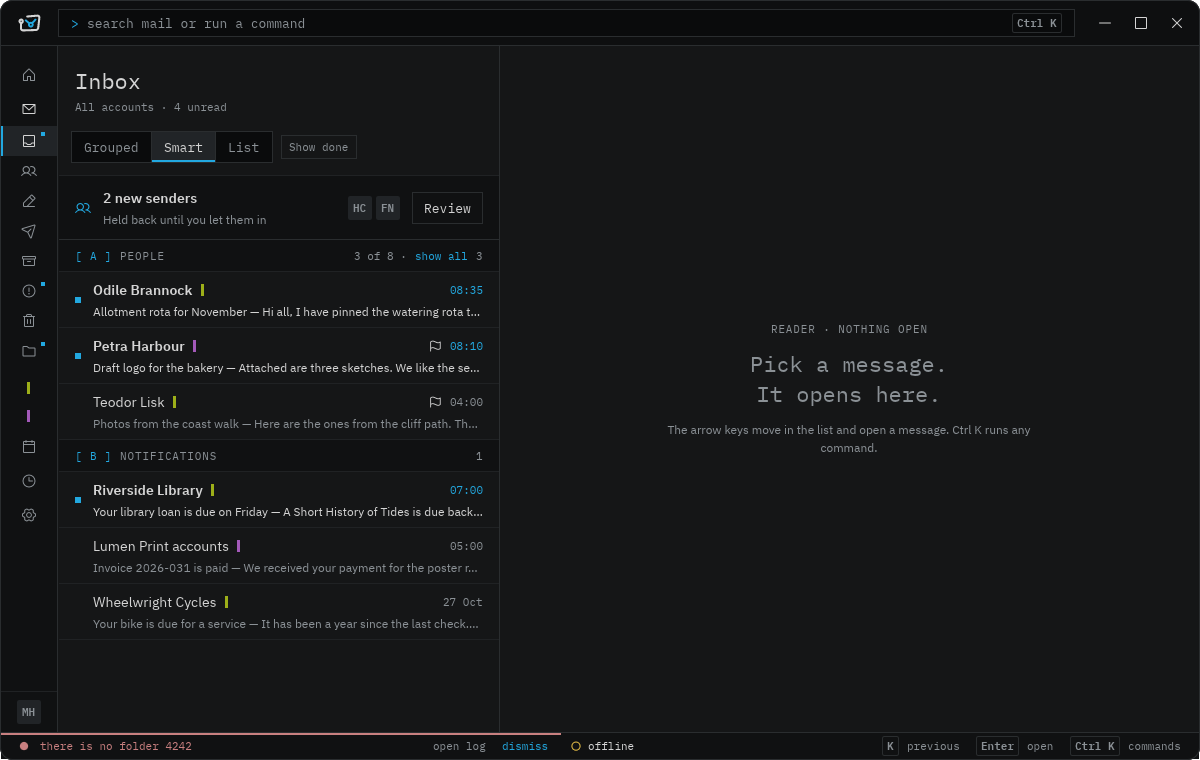 > search mail or run a command
Ctrl K
Inbox
All accounts · 4 unread
Grouped
Smart
List
Show done
2 new senders
Held back until you let them in
HC
FN
Review
[ A ] PEOPLE
3 of 8 · show all 3
Odile Brannock
08:35
Allotment rota for November — Hi all, I have pinned the watering rota t...
Petra Harbour
08:10
Draft logo for the bakery — Attached are three sketches. We like the se...
Teodor Lisk
04:00
Photos from the coast walk — Here are the ones from the cliff path. Th...
[ B ] NOTIFICATIONS
1
Riverside Library
07:00
Your library loan is due on Friday — A Short History of Tides is due back...
Lumen Print accounts
05:00
Invoice 2026-031 is paid — We received your payment for the poster r...
Wheelwright Cycles
27 Oct
Your bike is due for a service — It has been a year since the last check....
READER · NOTHING OPEN
Pick a message.
It opens here.
The arrow keys move in the list and open a message. Ctrl K runs any
command.
MH
there is no folder 4242
open log
dismiss
offline
K previous
Enter open
Ctrl K commands